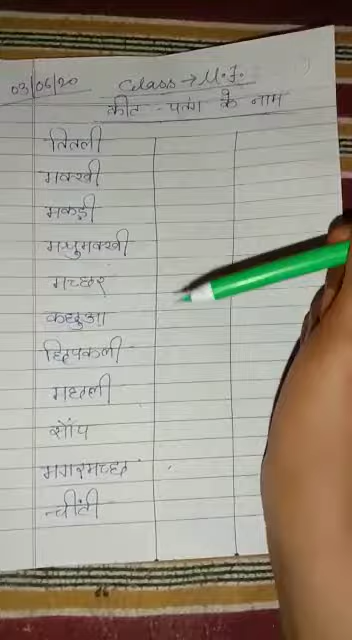 03/06/20
Class → U.J.
कीट - पतंग के नाम
तितली
मक्खी
मकड़ी
मधुमक्खी
मच्छर
कछुआ
छिपकली
मछली
साँप
मगरमच्छ
चींटी